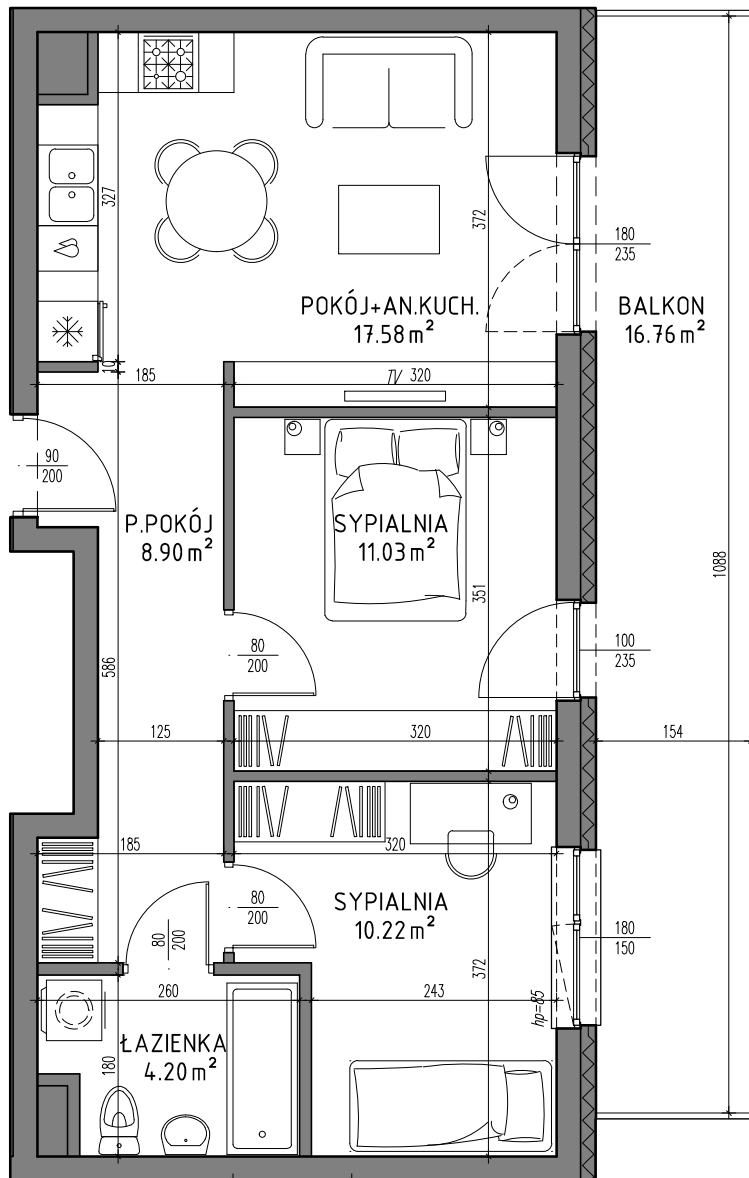 327
372
180
235
POKÓJ+AN.KUCH.
17.58 m²
BALKON
16.76 m²
10
185
TV 320
90
200
P.POKÓJ
8.90 m²
SYPIALNIA
11.03 m²
351
1088
586
80
200
100
235
125
320
154
185
320
80
200
SYPIALNIA
10.22 m²
180
150
80
200
372
260
243
hp=85
ŁAZIENKA
4.20 m²
180